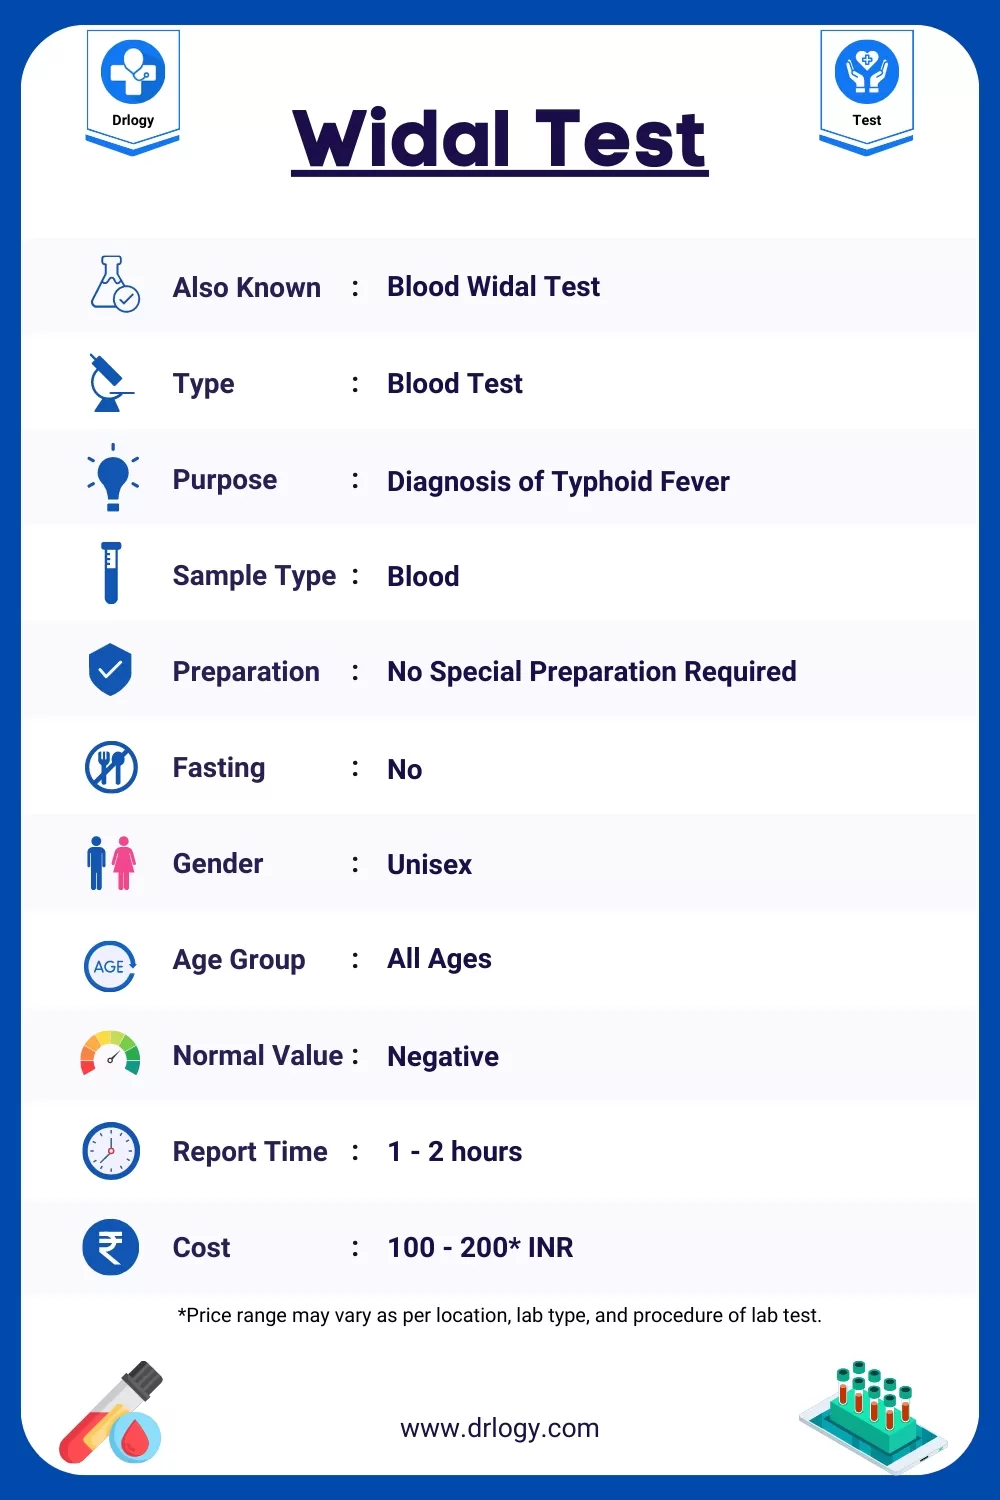 Drlogy
Test
Widal Test
Also Known : Blood Widal Test
Type : Blood Test
Purpose : Diagnosis of Typhoid Fever
Sample Type : Blood
Preparation : No Special Preparation Required
Fasting : No
Gender : Unisex
AGE
Age Group : All Ages
Normal Value : Negative
Report Time : 1 - 2 hours
₹
Cost : 100 - 200* INR
*Price range may vary as per location, lab type, and procedure of lab test.
www.drlogy.com